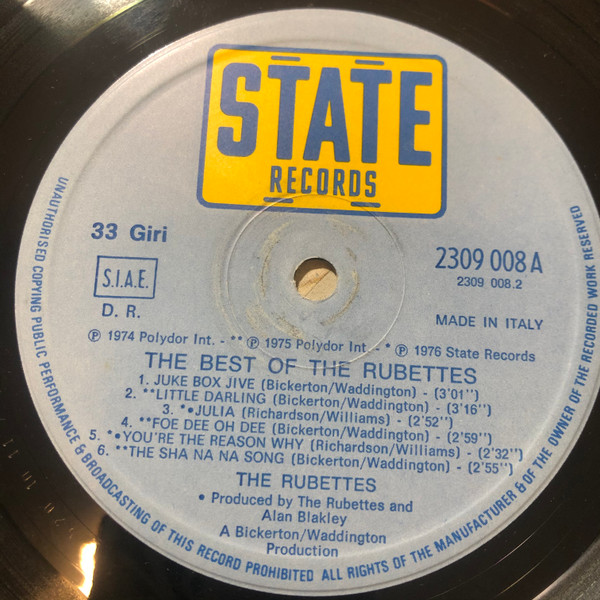 STATE
RECORDS
33 Giri
S.I.A.E.
D. R.
2309 008 A
2309 008.2
MADE IN ITALY
℗ 1974 Polydor Int. - ** ℗ 1975 Polydor Int. - • ℗ 1976 State Records
THE BEST OF THE RUBETTES
1. JUKE BOX JIVE (Bickerton/Waddington) - (3'01'')
2. **LITTLE DARLING (Bickerton/Waddington) - (3'16'')
3. **•JULIA (Richardson/Williams) - (2'52'')
4. **FOE DEE OH DEE (Bickerton/Waddington) - (2'59'')
5. **•YOU'RE THE REASON WHY (Richardson/Williams) - (2'32'')
6. **THE SHA NA NA SONG (Bickerton/Waddington) - (2'55'')
THE RUBETTES
• Produced by The Rubettes and
Alan Blakley
A Bickerton/Waddington
Production
UNAUTHORISED COPYING PUBLIC PERFORMANCE & BROADCASTING OF THIS RECORD PROHIBITED ALL RIGHTS OF THE MANUFACTURER & OF THE OWNER OF THE RECORDED WORK RESERVED